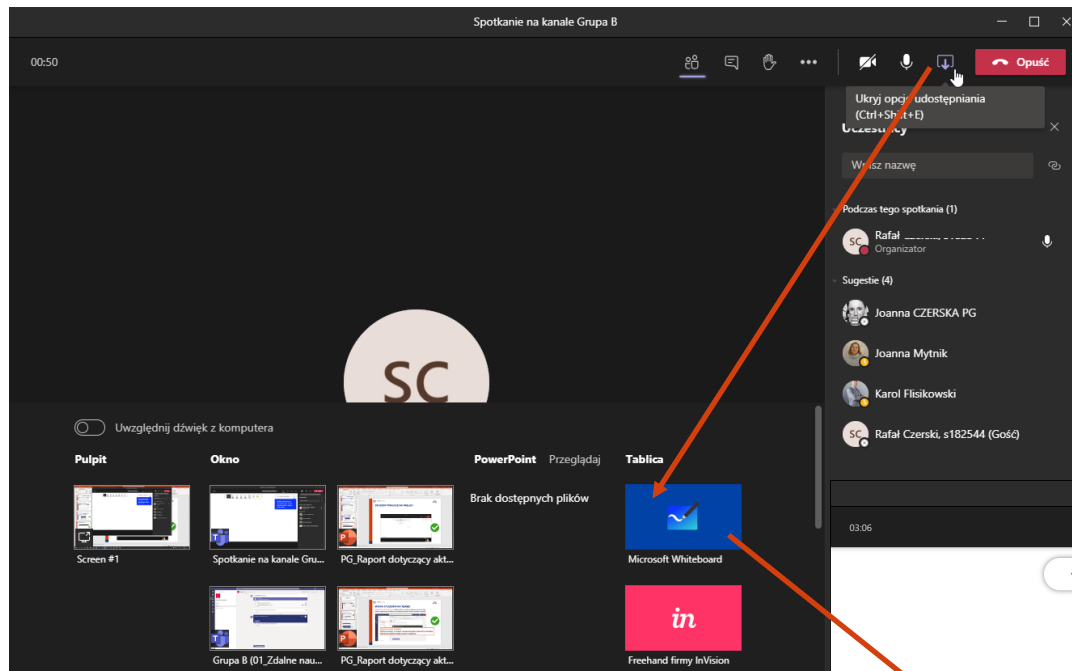 Spotkanie na kanale Grupa B
00:50
Opuść
Ukryj opcje udostępniania
(Ctrl+Shift+E)
Uczestnicy
Wpisz nazwę
Podczas tego spotkania (1)
SC
Rafał
Organizator
Sugestie (4)
Joanna CZERSKA PG
Joanna Mytnik
Karol Flisikowski
SC
Rafał Czerski, s182544 (Gość)
SC
Uwzględnij dźwięk z komputera
Pulpit
Okno
PowerPoint
Przeglądaj
Tablica
Brak dostępnych plików
Screen #1
Spotkanie na kanale Gru...
PG_Raport dotyczący akt...
Microsoft Whiteboard
03:06
in
Grupa B (01_Zdalne nau...
PG_Raport dotyczący akt...
Freehand firmy InVision